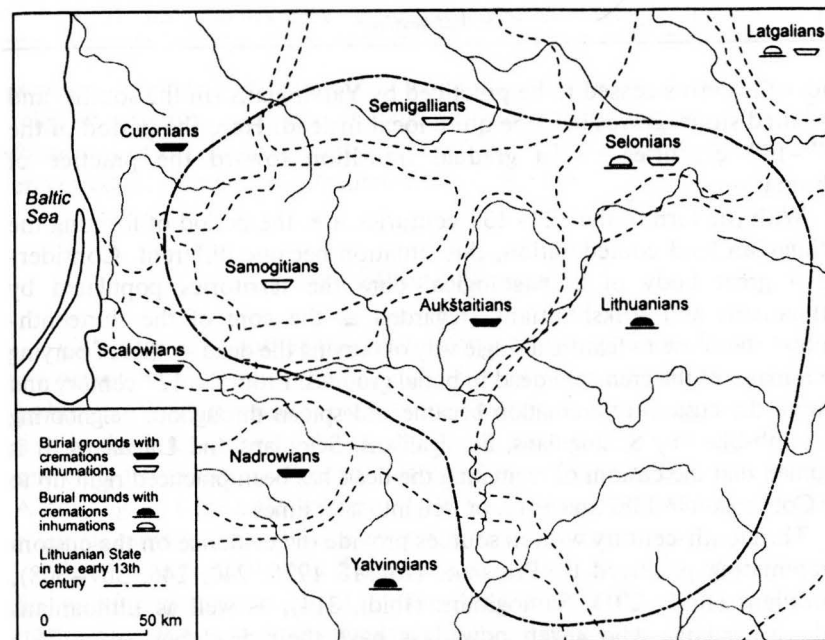 Latgalians
Semigallians
Curonians
Selonians
Baltic
Sea
Samogitians
Aukštaitians
Lithuanians
Scalowians
Nadrowians
Yatvingians
Burial grounds with
cremations
inhumations
Burial mounds with
cremations
inhumations
Lithuanian State
in the early 13th
century
0 50 km